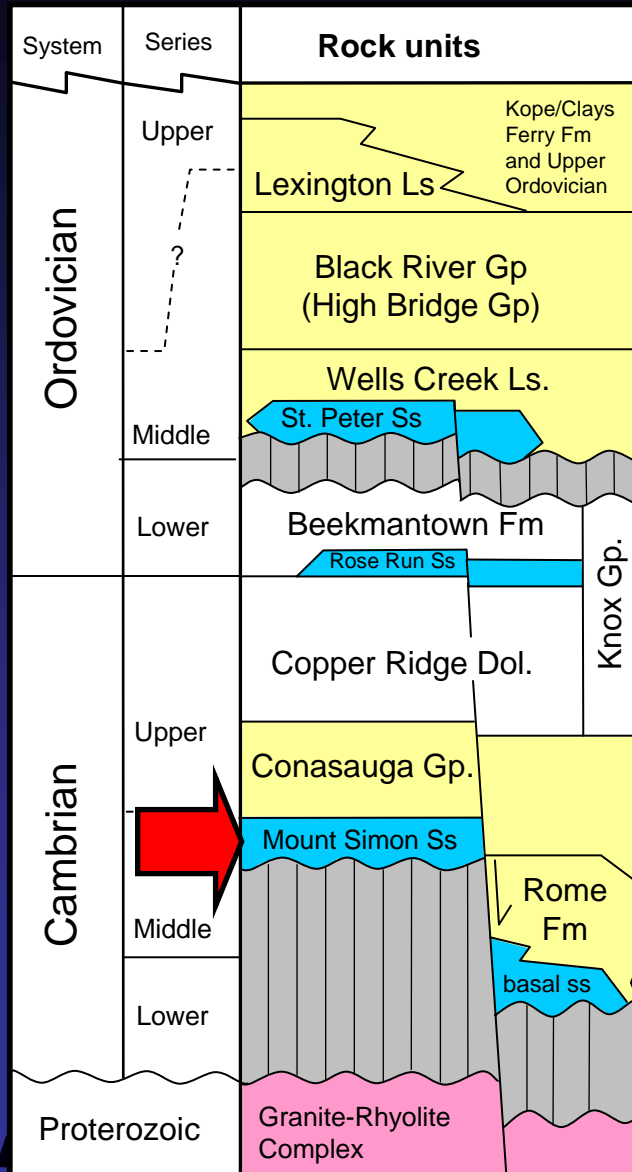 System
Series
Rock units
Upper
Kope/Clays
Ferry Fm
and Upper
Ordovician
Lexington Ls
Ordovician
?
Black River Gp
(High Bridge Gp)
Wells Creek Ls.
St. Peter Ss
Middle
Lower
Beekmantown Fm
Rose Run Ss
Knox Gp.
Copper Ridge Dol.
Upper
Conasauga Gp.
Cambrian
Mount Simon Ss
Rome
Fm
Middle
basal ss
Lower
Proterozoic
Granite-Rhyolite
Complex